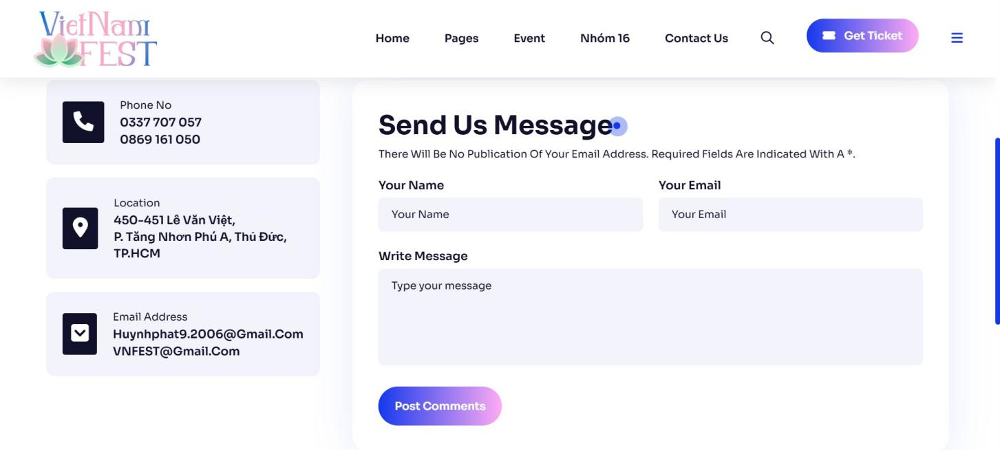 VietNam
FEST
Home
Pages
Event
Nhóm 16
Contact Us
Get Ticket
Phone No
0337 707 057
0869 161 050
Location
450-451 Lê Văn Việt,
P. Tăng Nhơn Phú A, Thủ Đức,
TP.HCM
Email Address
Huynhphat9.2006@Gmail.Com
VNFEST@Gmail.Com
Send Us Message
There Will Be No Publication Of Your Email Address. Required Fields Are Indicated With A *.
Your Name
Your Email
Your Name
Your Email
Write Message
Type your message
Post Comments